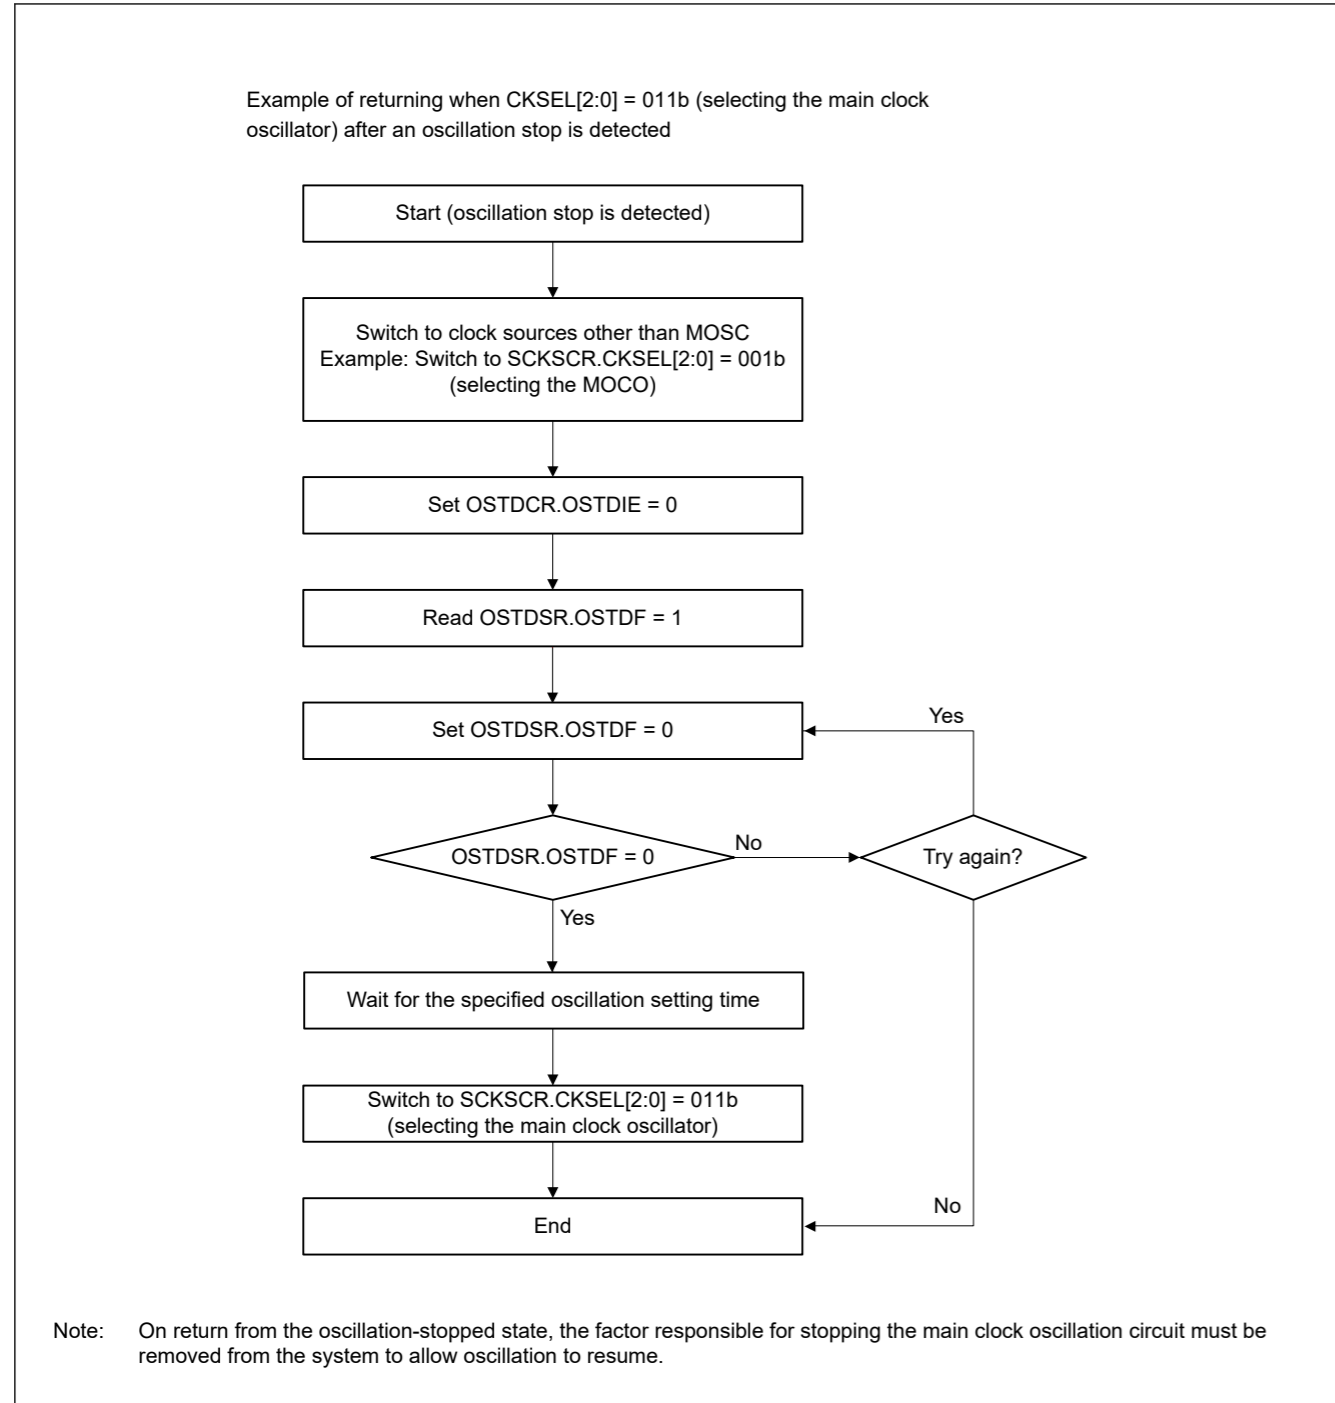 Example of returning when CKSEL[2:0] = 011b (selecting the main clock
oscillator) after an oscillation stop is detected
Start (oscillation stop is detected)
Switch to clock sources other than MOSC
Example: Switch to SCKSCR.CKSEL[2:0] = 001b
(selecting the MOCO)
Set OSTDCR.OSTDIE = 0
Read OSTDSR.OSTDF = 1
Set OSTDSR.OSTDF = 0
Yes
OSTDSR.OSTDF = 0
No
Try again?
Yes
Wait for the specified oscillation setting time
Switch to SCKSCR.CKSEL[2:0] = 011b
(selecting the main clock oscillator)
No
End
Note: On return from the oscillation-stopped state, the factor responsible for stopping the main clock oscillation circuit must be
removed from the system to allow oscillation to resume.